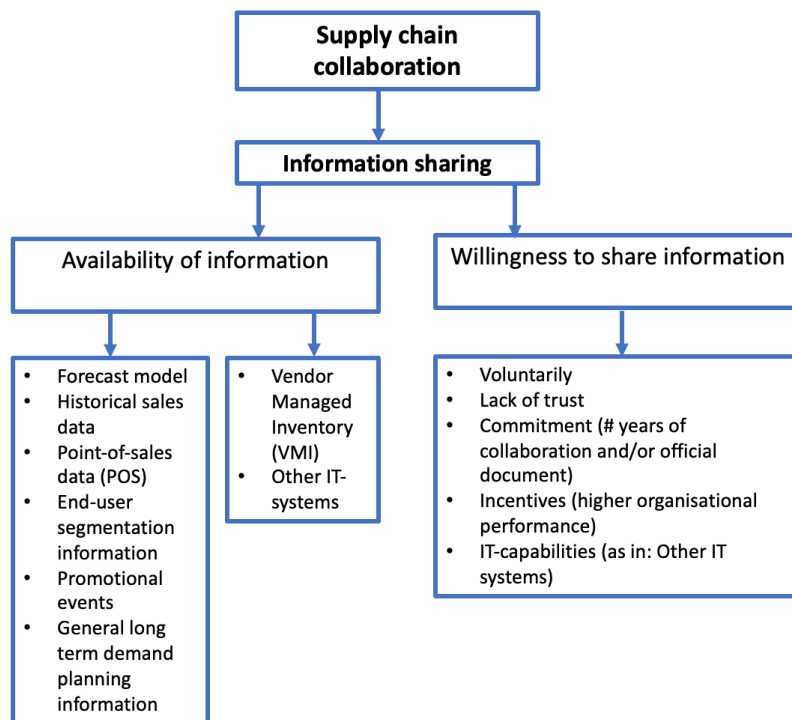 Supply chain
collaboration
Information sharing
Availability of information
Willingness to share information
• Forecast model
• Historical sales
data
• Point-of-sales
data (POS)
• End-user
segmentation
information
• Promotional
events
• General long
term demand
planning
information
• Vendor
Managed
Inventory
(VMI)
• Other IT-
systems
• Voluntarily
• Lack of trust
• Commitment (# years of
collaboration and/or official
document)
• Incentives (higher organisational
performance)
• IT-capabilities (as in: Other IT
systems)